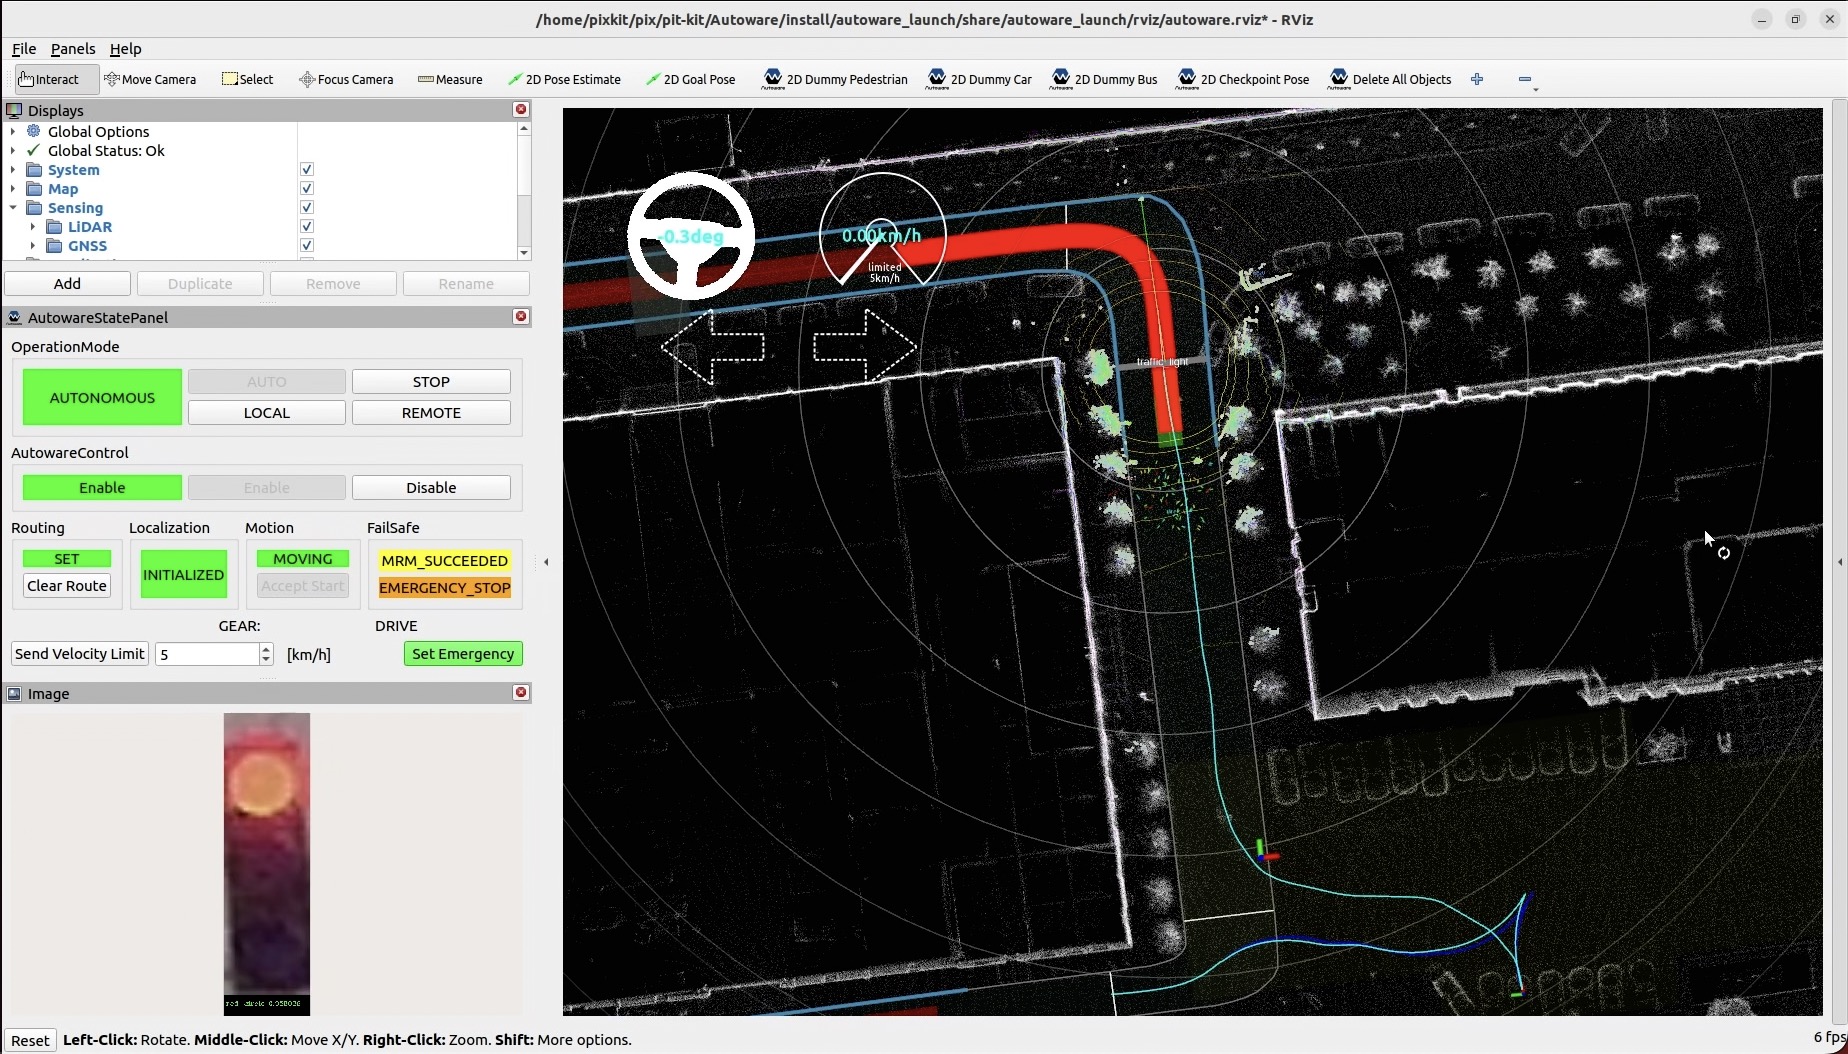 /home/pixkit/pix/pit-kit/Autoware/install/autoware_launch/share/autoware_launch/rviz/autoware.rviz* - RViz
File Panels Help
Interact Move Camera Select Focus Camera Measure 2D Pose Estimate 2D Goal Pose 2D Dummy Pedestrian 2D Dummy Car 2D Dummy Bus 2D Checkpoint Pose Delete All Objects
Displays
Global Options
Global Status: Ok
System
Map
Sensing
LiDAR
GNSS
Add Duplicate Remove Rename
AutowareStatePanel
OperationMode
AUTONOMOUS AUTO STOP
LOCAL REMOTE
AutowareControl
Enable Enable Disable
Routing Localization Motion FailSafe
SET INITIALIZED MOVING MRM_SUCCEEDED
Clear Route Accept Start EMERGENCY_STOP
GEAR: DRIVE
Send Velocity Limit 5 [km/h] Set Emergency
Image
red circle 0.958036
-0.3deg
0.00km/h
limited
5km/h
traffic_light
Reset Left-Click: Rotate. Middle-Click: Move X/Y. Right-Click: Zoom. Shift: More options. 6 fps